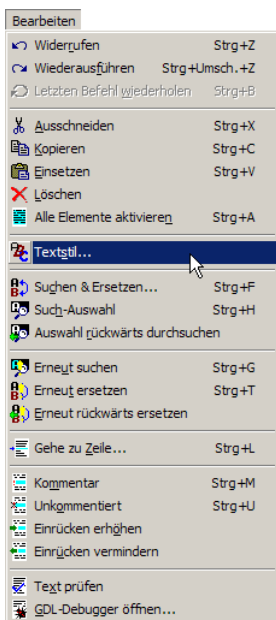 Bearbeiten
Widerrufen Strg+Z
Wiederausführen Strg+Umsch.+Z
Letzten Befehl wiederholen Strg+B
Ausschneiden Strg+X
Kopieren Strg+C
Einsetzen Strg+V
Löschen
Alle Elemente aktivieren Strg+A
Textstil...
Suchen & Ersetzen... Strg+F
Such-Auswahl Strg+H
Auswahl rückwärts durchsuchen
Erneut suchen Strg+G
Erneut ersetzen Strg+T
Erneut rückwärts ersetzen
Gehe zu Zeile... Strg+L
Kommentar Strg+M
Unkommentiert Strg+U
Einrücken erhöhen
Einrücken vermindern
Text prüfen
GDL-Debugger öffnen...